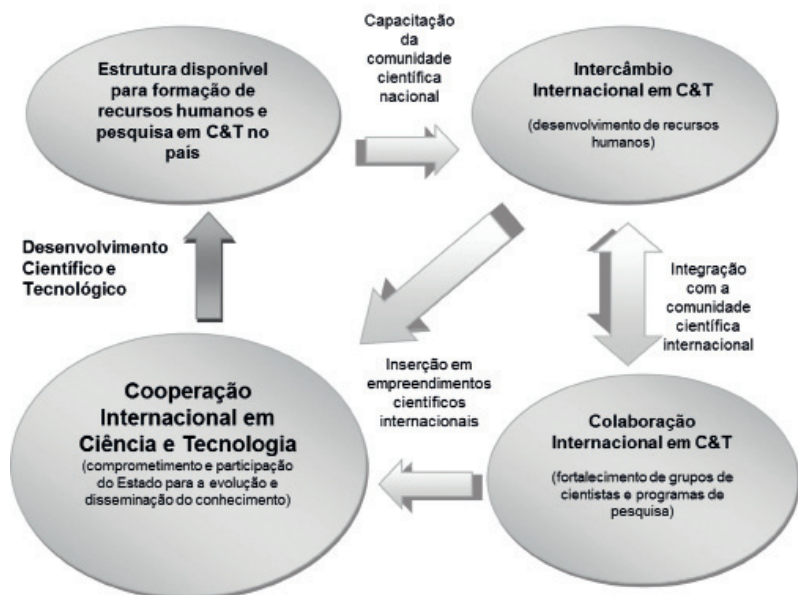 Estrutura disponível
para formação de
recursos humanos e
pesquisa em C&T no
país
Capacitação
da
comunidade
científica
nacional
Intercâmbio
Internacional em C&T
(desenvolvimento de recursos
humanos)
Desenvolvimento
Científico e
Tecnológico
Integração
com a
comunidade
científica
internacional
Inserção em
empreendimentos
científicos
internacionais
Cooperação
Internacional em
Ciência e Tecnologia
(comprometimento e participação
do Estado para a evolução e
disseminação do conhecimento)
Colaboração
Internacional em C&T
(fortalecimento de grupos de
cientistas e programas de
pesquisa)